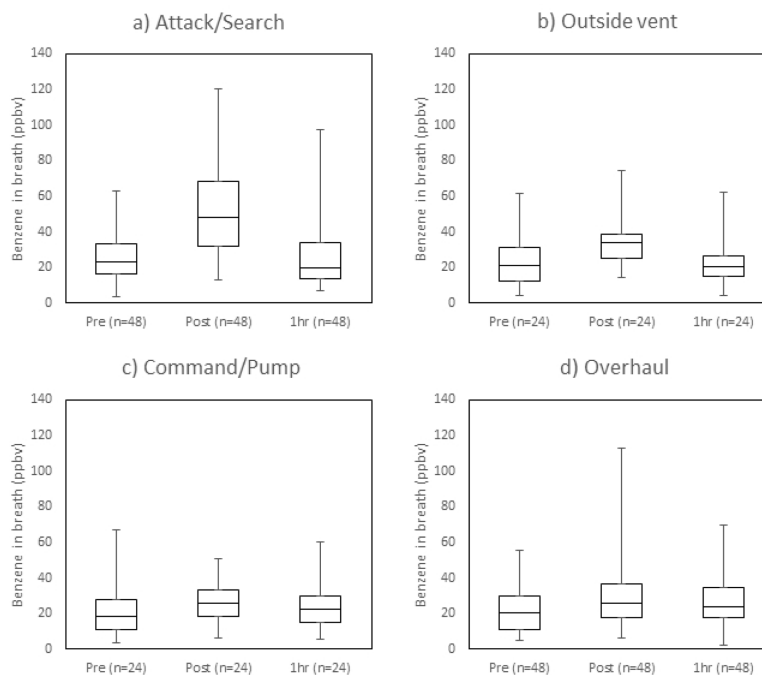 a) Attack/Search
Benzene in breath (ppbv)
140
120
100
80
60
40
20
0
Pre (n=48) Post (n=48) 1hr (n=48)
b) Outside vent
Benzene in breath (ppbv)
140
120
100
80
60
40
20
0
Pre (n=24) Post (n=24) 1hr (n=24)
c) Command/Pump
Benzene in breath (ppbv)
140
120
100
80
60
40
20
0
Pre (n=24) Post (n=24) 1hr (n=24)
d) Overhaul
Benzene in breath (ppbv)
140
120
100
80
60
40
20
0
Pre (n=48) Post (n=48) 1hr (n=48)